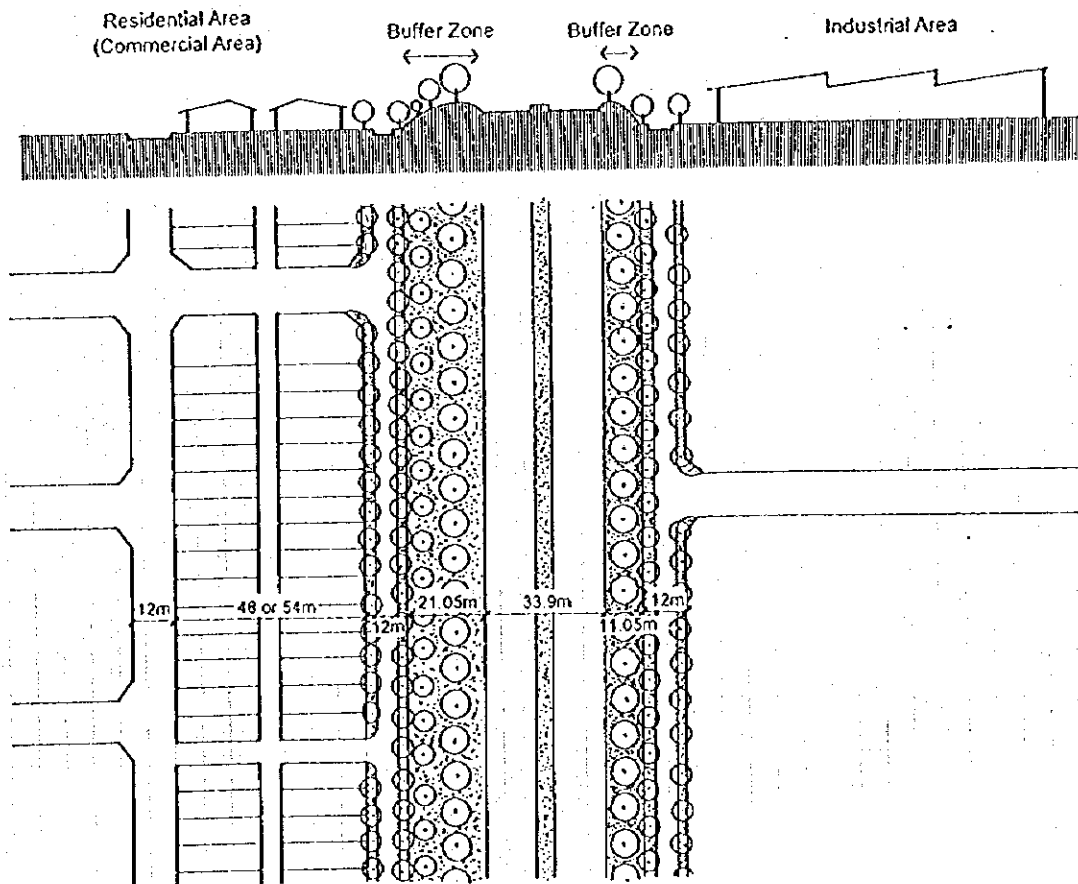 Residential Area
(Commercial Area)
Buffer Zone
Buffer Zone
Industrial Area
12m
48 or 54m
12m
21.05m
33.9m
11.05m
12m